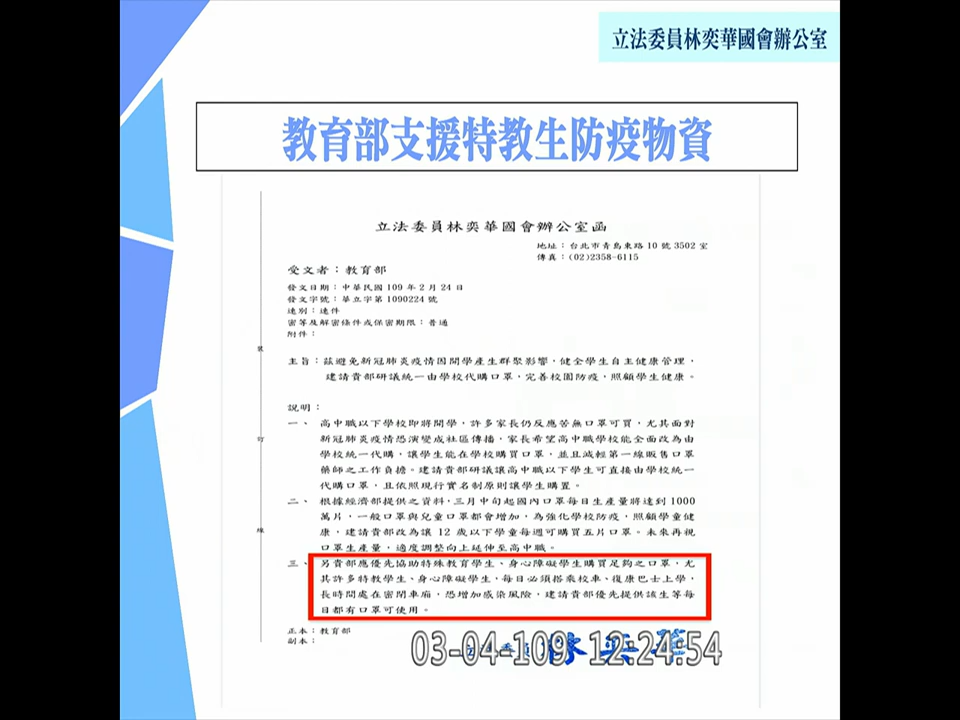 立法委員林奕華國會辦公室
教育部支援特教生防疫物資
立法委員林奕華國會辦公室函
地址：台北市青島東路10號3502室
傳真：(02)2358-6115
受文者：教育部
發文日期：中華民國109年2月24日
發文字號：華立字第1090224號
速別：速件
密等及解密條件或保密期限：普通
附件：
裝
主旨：茲避免新冠肺炎疫情因開學產生群聚影響，健全學生自主健康管理，
建請貴部研議統一由學校代購口罩，完善校園防疫，照顧學生健康。
說明：
一、高中職以下學校即將開學，許多家長仍反應苦無口罩可買，尤其面對
新冠肺炎疫情恐演變成社區傳播，家長希望高中職學校能全面改為由
訂
學校統一代購，讓學生能在學校購買口罩，並且減輕第一線販售口罩
藥師之工作負擔。建請貴部研議讓高中職以下學生可直接由學校統一
代購口罩，且依照現行實名制原則讓學生購置。
二、根據經濟部提供之資料，三月中旬起國內口罩每日生產量將達到1000
萬片，一般口罩與兒童口罩都會增加，為強化學校防疫，照顧學童健
線
康，建請貴部改為讓12歲以下學童每週可購買五片口罩。未來再視
口罩生產量，適度調整向上延伸至高中職。
三、另貴部應優先協助特殊教育學生、身心障礙學生購買足夠之口罩，尤
其許多特教學生、身心障礙學生，每日必須搭乘校車、復康巴士上學，
長時間處在密閉車廂，恐增加感染風險，建請貴部優先提供該生等每
日都有口罩可使用。
正本：教育部
副本：
立法委員 林奕華
03-04-109 12:24:54